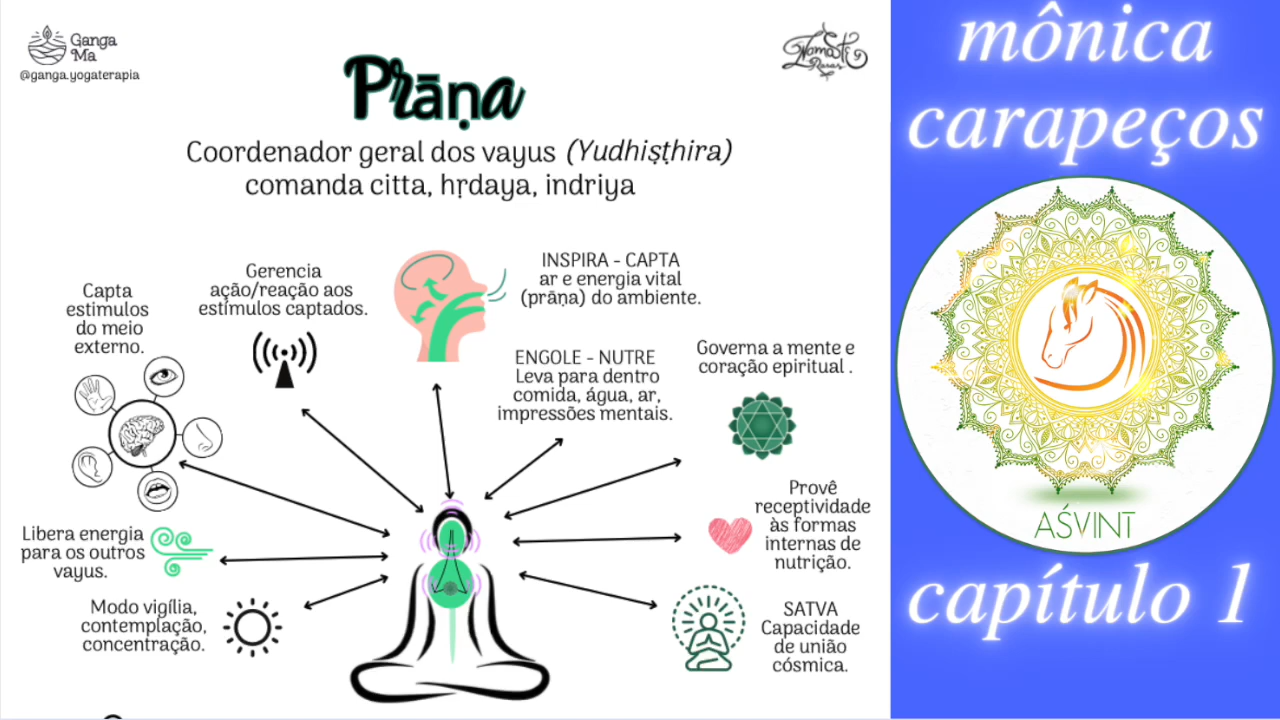 Ganga
Ma
@ganga.yogaterapia
Namastê
Prāṇa
Coordenador geral dos vayus (Yudhiṣṭhira)
comanda citta, hṛdaya, indriya
Capta
estimulos
do meio
externo.
Gerencia
ação/reação aos
estímulos captados.
INSPIRA - CAPTA
ar e energia vital
(prāṇa) do ambiente.
ENGOLE - NUTRE
Leva para dentro
comida, água, ar,
impressões mentais.
Governa a mente e
coração epiritual .
Provê
receptividade
às formas
internas de
nutrição.
SATVA
Capacidade
de união
cósmica.
Libera energia
para os outros
vayus.
Modo vigília,
contemplação,
concentração.
mônica
carapeços
AŚVINT
capítulo 1